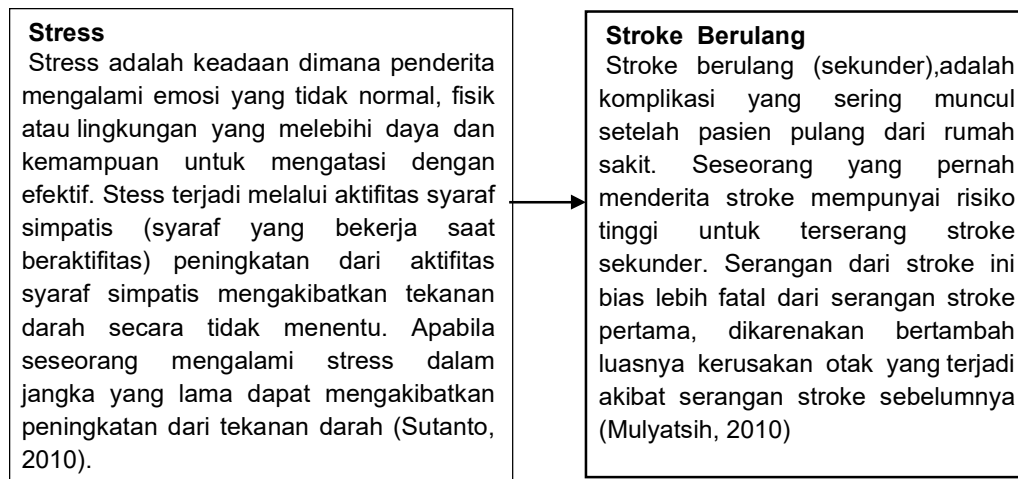 Stress
Stress adalah keadaan dimana penderita
mengalami emosi yang tidak normal, fisik
atau lingkungan yang melebihi daya dan
kemampuan untuk mengatasi dengan
efektif. Stess terjadi melalui aktifitas syaraf
simpatis (syaraf yang bekerja saat
beraktifitas) peningkatan dari aktifitas
syaraf simpatis mengakibatkan tekanan
darah secara tidak menentu. Apabila
seseorang mengalami stress dalam
jangka yang lama dapat mengakibatkan
peningkatan dari tekanan darah (Sutanto,
2010).
Stroke Berulang
Stroke berulang (sekunder),adalah
komplikasi yang sering muncul
setelah pasien pulang dari rumah
sakit. Seseorang yang pernah
menderita stroke mempunyai risiko
tinggi untuk terserang stroke
sekunder. Serangan dari stroke ini
bias lebih fatal dari serangan stroke
pertama, dikarenakan bertambah
luasnya kerusakan otak yang terjadi
akibat serangan stroke sebelumnya
(Mulyatsih, 2010)